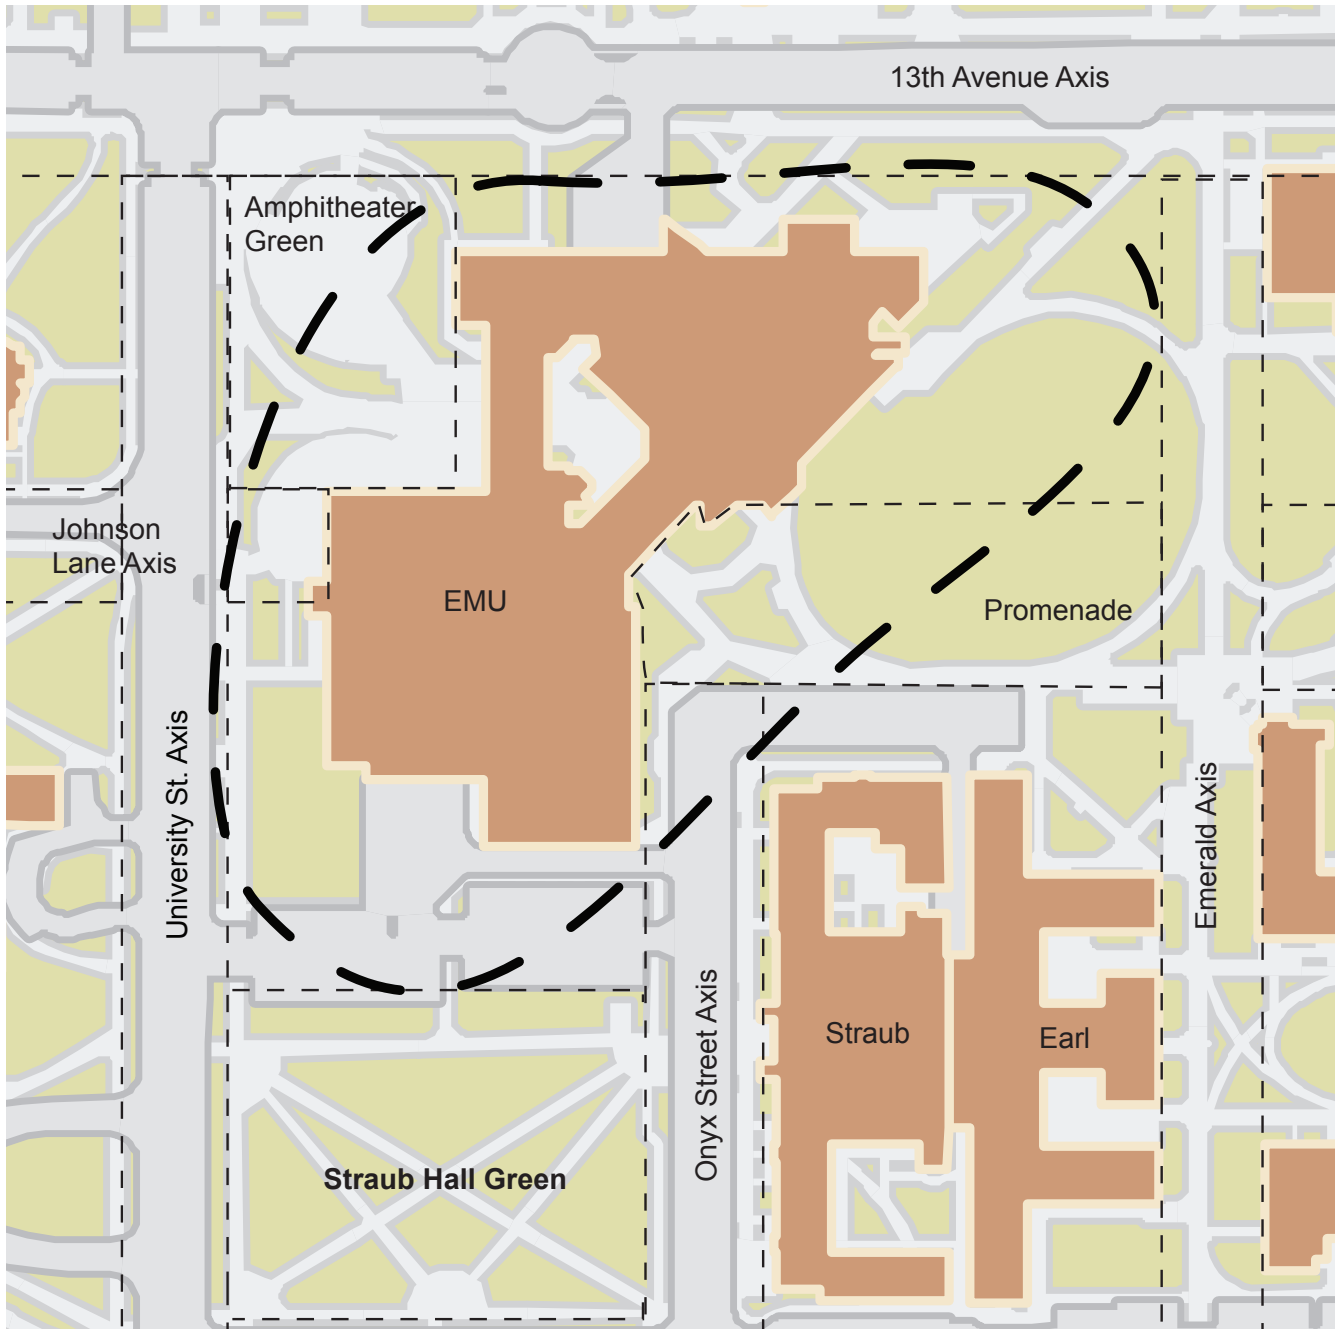 13th Avenue Axis
Amphitheater
Green
Johnson
Lane Axis
EMU
Promenade
University St. Axis
Emerald Axis
Onyx Street Axis
Straub
Earl
Straub Hall Green